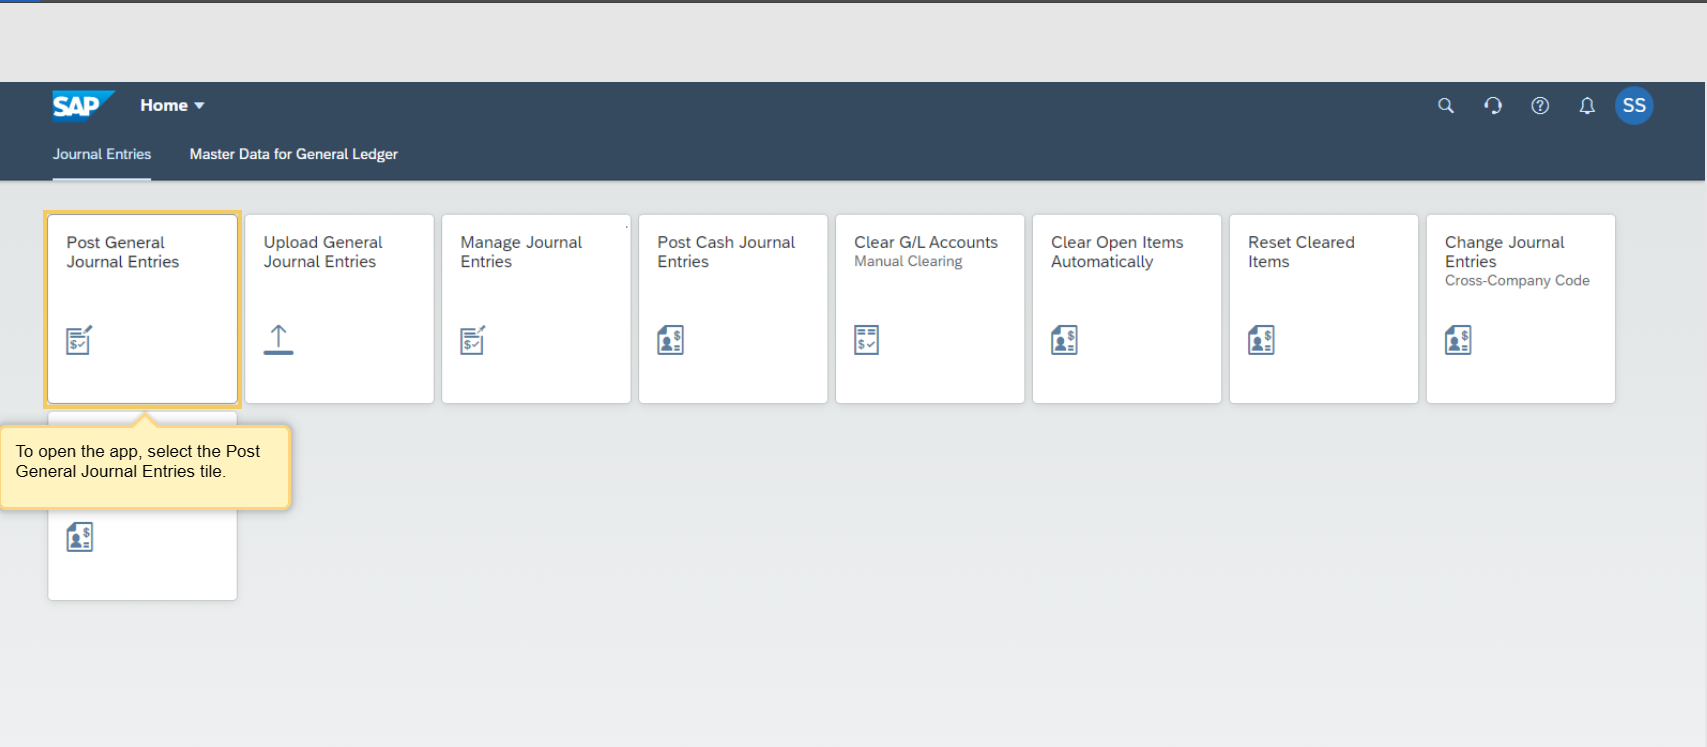 SAP Home
SS
Journal Entries Master Data for General Ledger
Post General
Journal Entries
Upload General
Journal Entries
Manage Journal
Entries
Post Cash Journal
Entries
Clear G/L Accounts
Manual Clearing
Clear Open Items
Automatically
Reset Cleared
Items
Change Journal
Entries
Cross-Company Code
To open the app, select the Post
General Journal Entries tile.